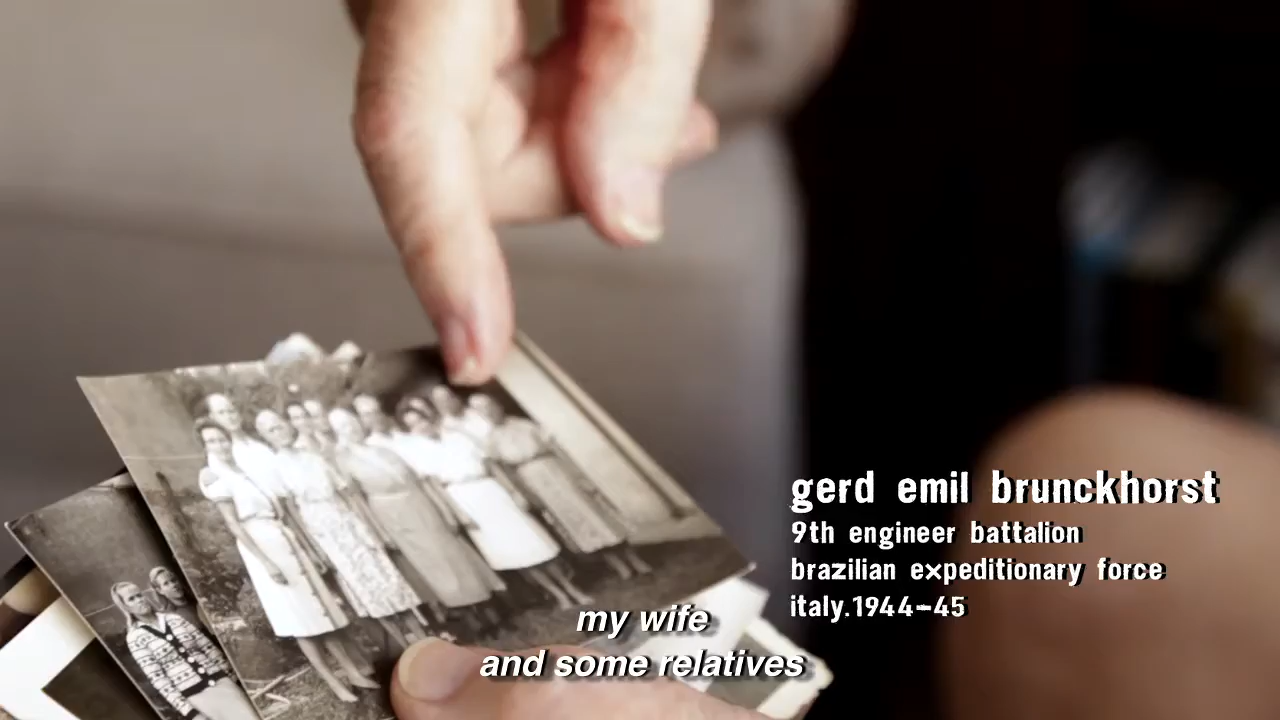 gerd emil brunckhorst
9th engineer battalion
brazilian expeditionary force
italy.1944-45
my wife
and some relatives